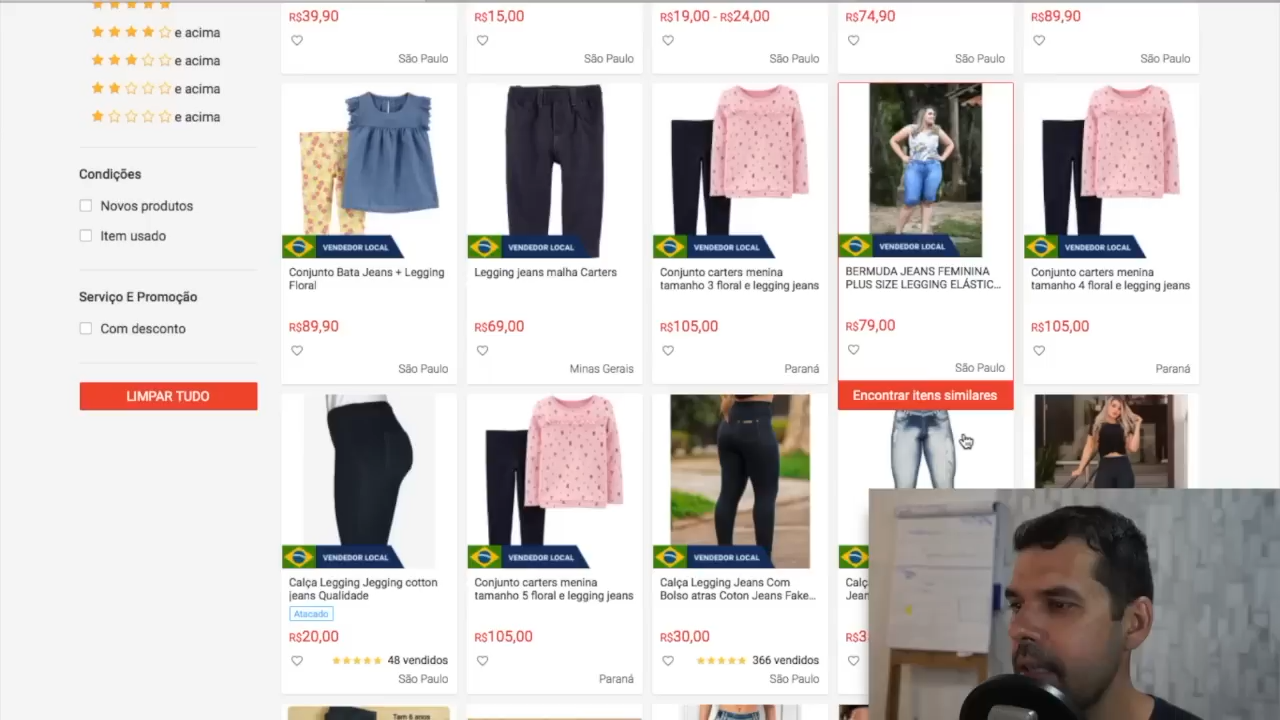 e acima
e acima
e acima
e acima
Condições
Novos produtos
Item usado
Serviço E Promoção
Com desconto
LIMPAR TUDO
R$39,90
São Paulo
R$15,00
São Paulo
R$19,00 - R$24,00
São Paulo
R$74,90
São Paulo
R$89,90
São Paulo
VENDEDOR LOCAL
Conjunto Bata Jeans + Legging
Floral
R$89,90
São Paulo
VENDEDOR LOCAL
Legging jeans malha Carters
R$69,00
Minas Gerais
VENDEDOR LOCAL
Conjunto carters menina
tamanho 3 floral e legging jeans
R$105,00
Paraná
VENDEDOR LOCAL
BERMUDA JEANS FEMININA
PLUS SIZE LEGGING ELÁSTIC...
R$79,00
São Paulo
Encontrar itens similares
VENDEDOR LOCAL
Conjunto carters menina
tamanho 4 floral e legging jeans
R$105,00
Paraná
VENDEDOR LOCAL
Calça Legging Jegging cotton
jeans Qualidade
Atacado
R$20,00
48 vendidos
São Paulo
VENDEDOR LOCAL
Conjunto carters menina
tamanho 5 floral e legging jeans
R$105,00
Paraná
VENDEDOR LOCAL
Calça Legging Jeans Com
Bolso atras Coton Jeans Fake...
R$30,00
366 vendidos
São Paulo
Tam 6 anos